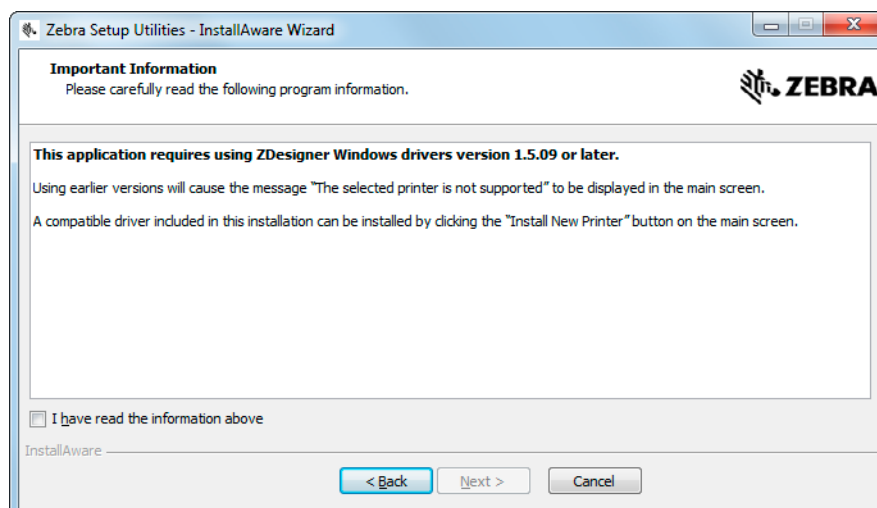 Zebra Setup Utilities - InstallAware Wizard
Important Information
Please carefully read the following program information.
ZEBRA
This application requires using ZDesigner Windows drivers version 1.5.09 or later.
Using earlier versions will cause the message “The selected printer is not supported” to be displayed in the main screen.
A compatible driver included in this installation can be installed by clicking the “Install New Printer” button on the main screen.
I have read the information above
InstallAware
< Back
Next >
Cancel